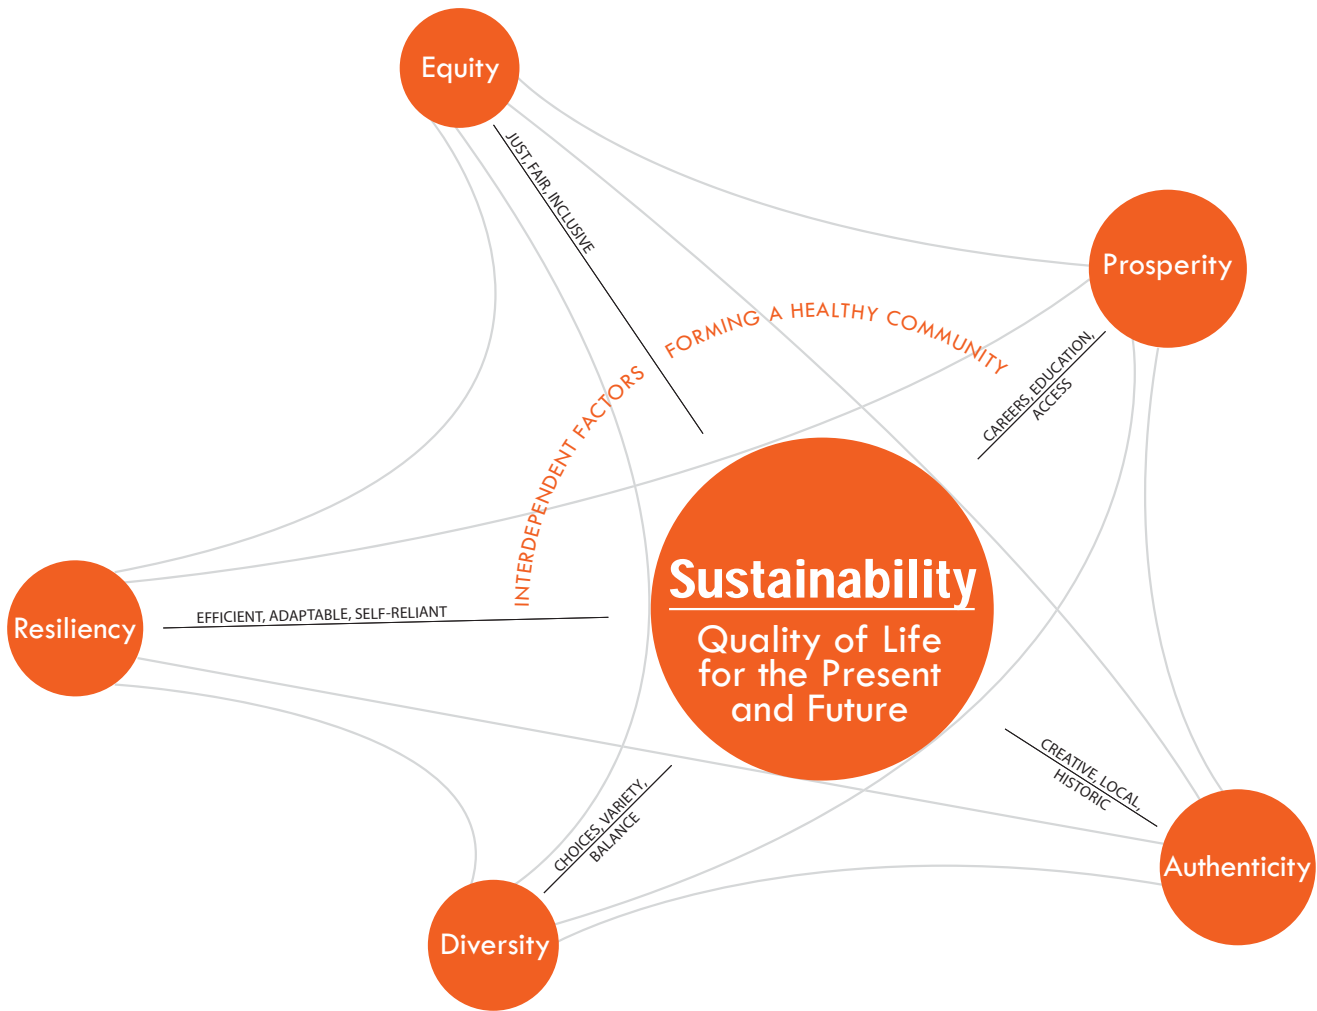 Equity
JUST, FAIR, INCLUSIVE
Prosperity
CAREERS, EDUCATION,
ACCESS
INTERDEPENDENT FACTORS FORMING A HEALTHY COMMUNITY
Sustainability
Quality of Life
for the Present
and Future
Resiliency
EFFICIENT, ADAPTABLE, SELF-RELIANT
CREATIVE, LOCAL,
HISTORIC
Authenticity
CHOICES, VARIETY,
BALANCE
Diversity